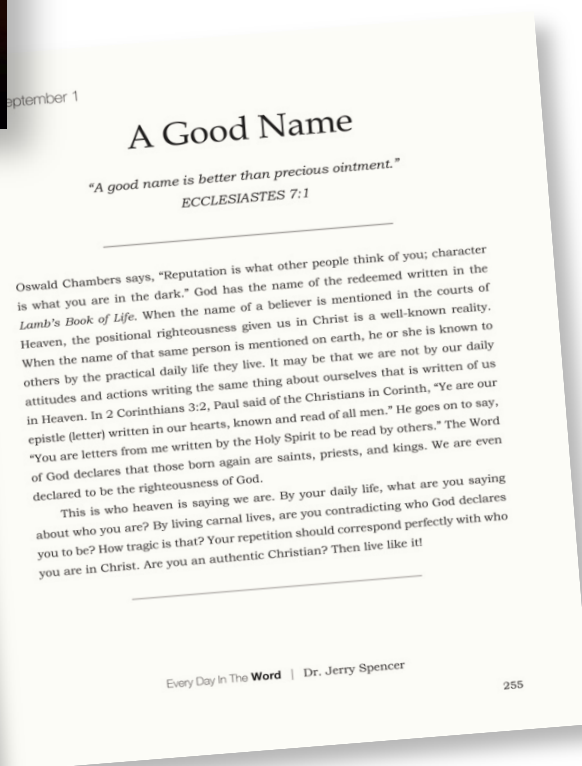 eptember 1
A Good Name
“A good name is better than precious ointment.”
ECCLESIASTES 7:1
Oswald Chambers says, “Reputation is what other people think of you; character
is what you are in the dark.” God has the name of the redeemed written in the
Lamb’s Book of Life. When the name of a believer is mentioned in the courts of
Heaven, the positional righteousness given us in Christ is a well-known reality.
When the name of that same person is mentioned on earth, he or she is known to
others by the practical daily life they live. It may be that we are not by our daily
attitudes and actions writing the same thing about ourselves that is written of us
in Heaven. In 2 Corinthians 3:2, Paul said of the Christians in Corinth, “Ye are our
epistle (letter) written in our hearts, known and read of all men.” He goes on to say,
“You are letters from me written by the Holy Spirit to be read by others.” The Word
of God declares that those born again are saints, priests, and kings. We are even
declared to be the righteousness of God.
This is who heaven is saying we are. By your daily life, what are you saying
about who you are? By living carnal lives, are you contradicting who God declares
you to be? How tragic is that? Your repetition should correspond perfectly with who
you are in Christ. Are you an authentic Christian? Then live like it!
Every Day In The Word | Dr. Jerry Spencer
255